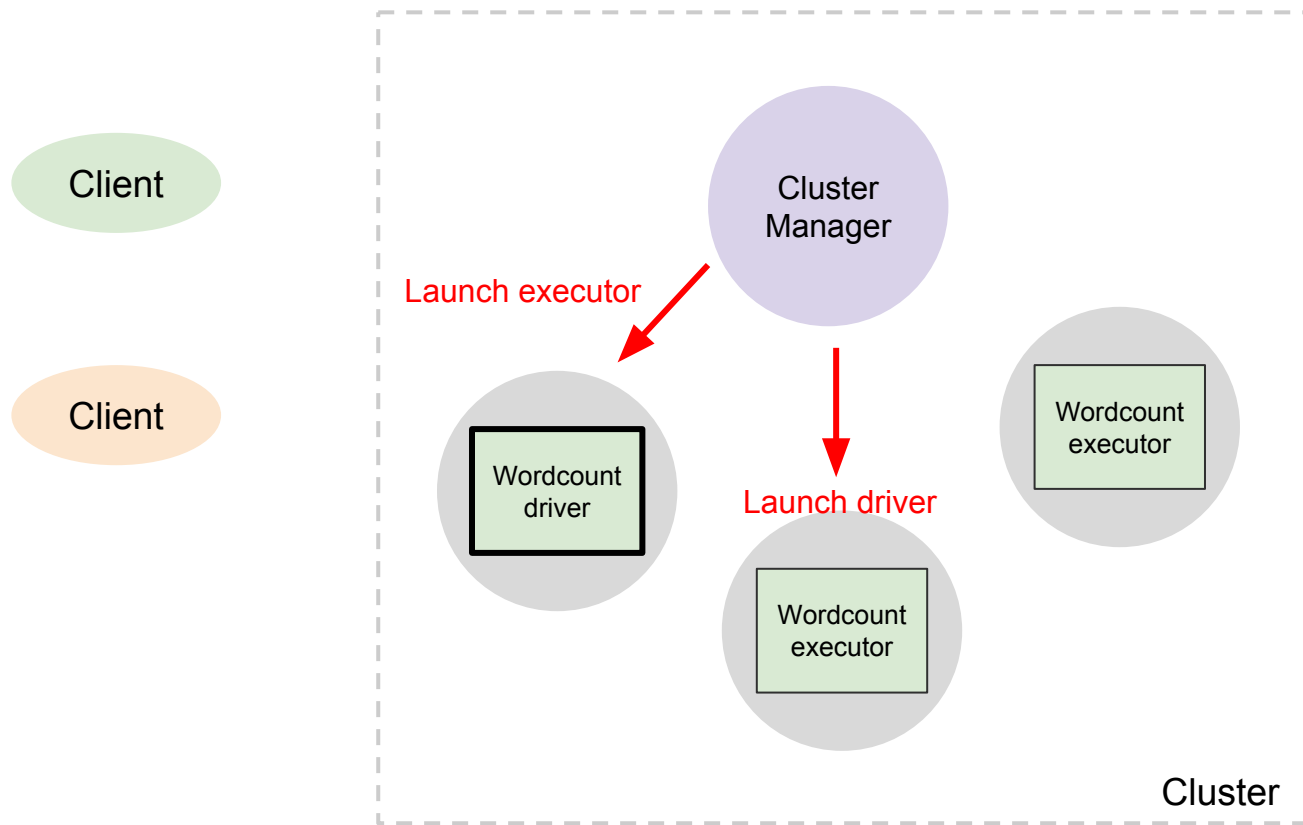 Client
Cluster
Manager
Launch executor
Client
Wordcount
executor
Wordcount
driver
Launch driver
Wordcount
executor
Cluster